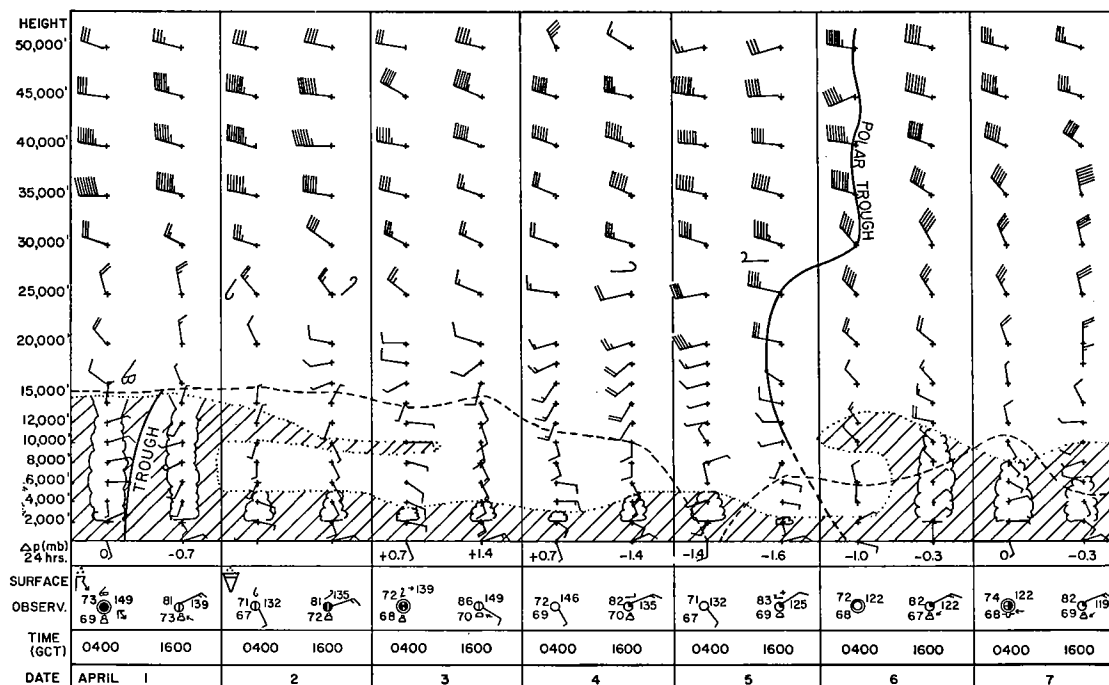 HEIGHT
50,000'
45,000'
40,000'
35,000'
30,000'
25,000'
20,000'
15,000'
12,000'
10,000'
8,000'
6,000'
4,000'
2,000'
TROUGH
POLAR TROUGH
Δp(mb) 0 -0.7 +0.7 +1.4 +0.7 -1.4 -1.4 -1.6 -1.0 -0.3 0 -0.3
24 hrs.
SURFACE
OBSERV.
73 149 81 139 71 132 81 135 72 139 86 149 72 146 82 135 71 132 83 125 72 122 82 122 74 122 82 119
69 73 67 72 68 70 69 70 67 69 68 67 68 69
TIME 0400 1600 0400 1600 0400 1600 0400 1600 0400 1600 0400 1600 0400 1600
(GCT)
DATE APRIL 1 2 3 4 5 6 7